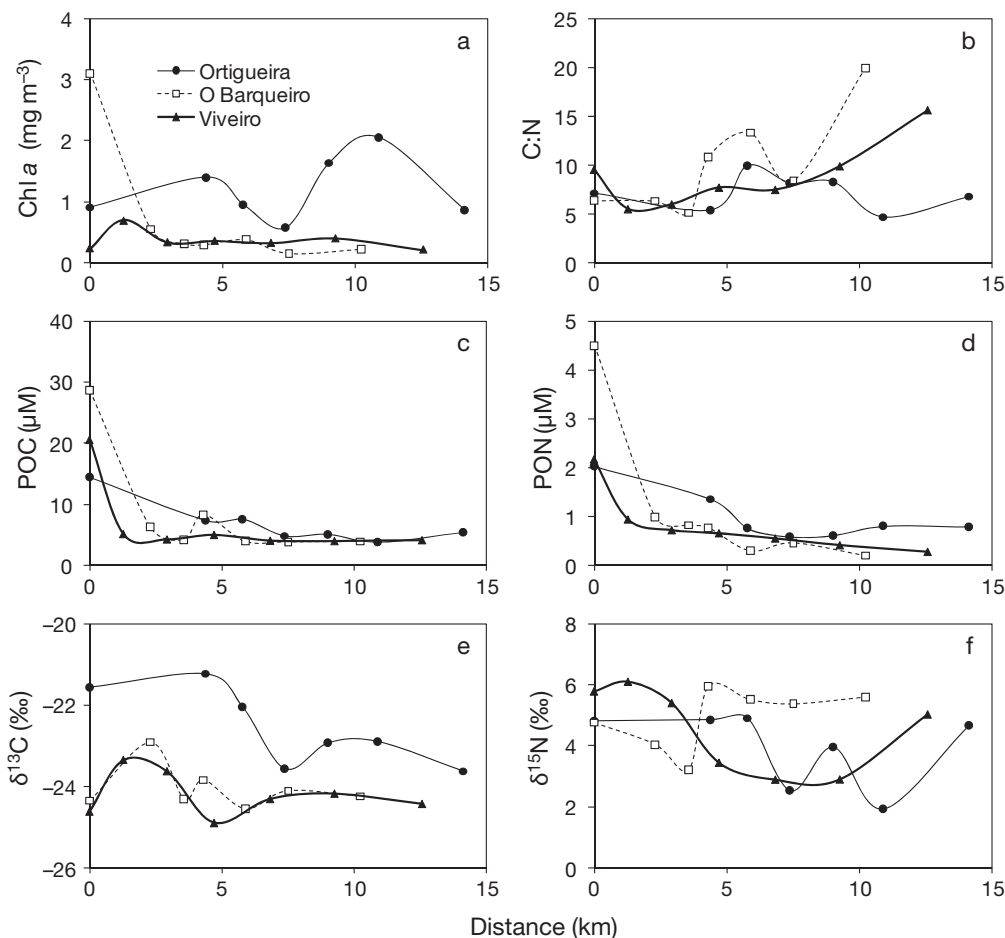 a
Chl a (mg m–3)
4
3
2
1
0
Ortigueira
O Barqueiro
Viveiro
0 5 10 15
b
C:N
25
20
15
10
5
0
0 5 10 15
c
POC (µM)
40
30
20
10
0
0 5 10 15
d
PON (µM)
5
4
3
2
1
0
0 5 10 15
e
δ13C (‰)
–20
–22
–24
–26
0 5 10 15
f
δ15N (‰)
8
6
4
2
0
0 5 10 15
Distance (km)